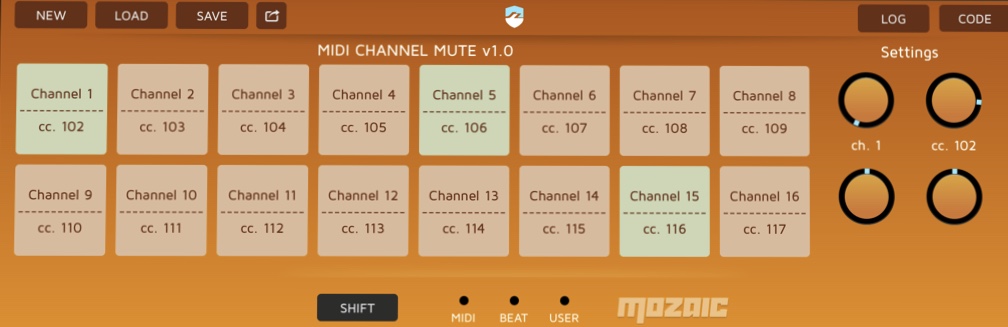 NEW LOAD SAVE LOG CODE
MIDI CHANNEL MUTE v1.0 Settings
Channel 1 Channel 2 Channel 3 Channel 4 Channel 5 Channel 6 Channel 7 Channel 8
cc. 102 cc. 103 cc. 104 cc. 105 cc. 106 cc. 107 cc. 108 cc. 109
ch. 1 cc. 102
Channel 9 Channel 10 Channel 11 Channel 12 Channel 13 Channel 14 Channel 15 Channel 16
cc. 110 cc. 111 cc. 112 cc. 113 cc. 114 cc. 115 cc. 116 cc. 117
SHIFT MIDI BEAT USER MOZAIC